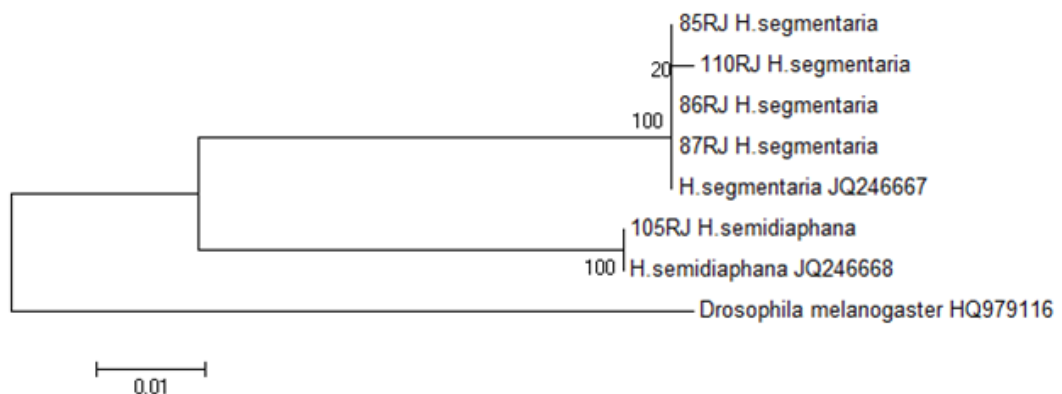 85RJ H.segmentaria
20
110RJ H.segmentaria
86RJ H.segmentaria
100
87RJ H.segmentaria
H.segmentaria JQ246667
105RJ H.semidiaphana
100
H.semidiaphana JQ246668
Drosophila melanogaster HQ979116
0.01